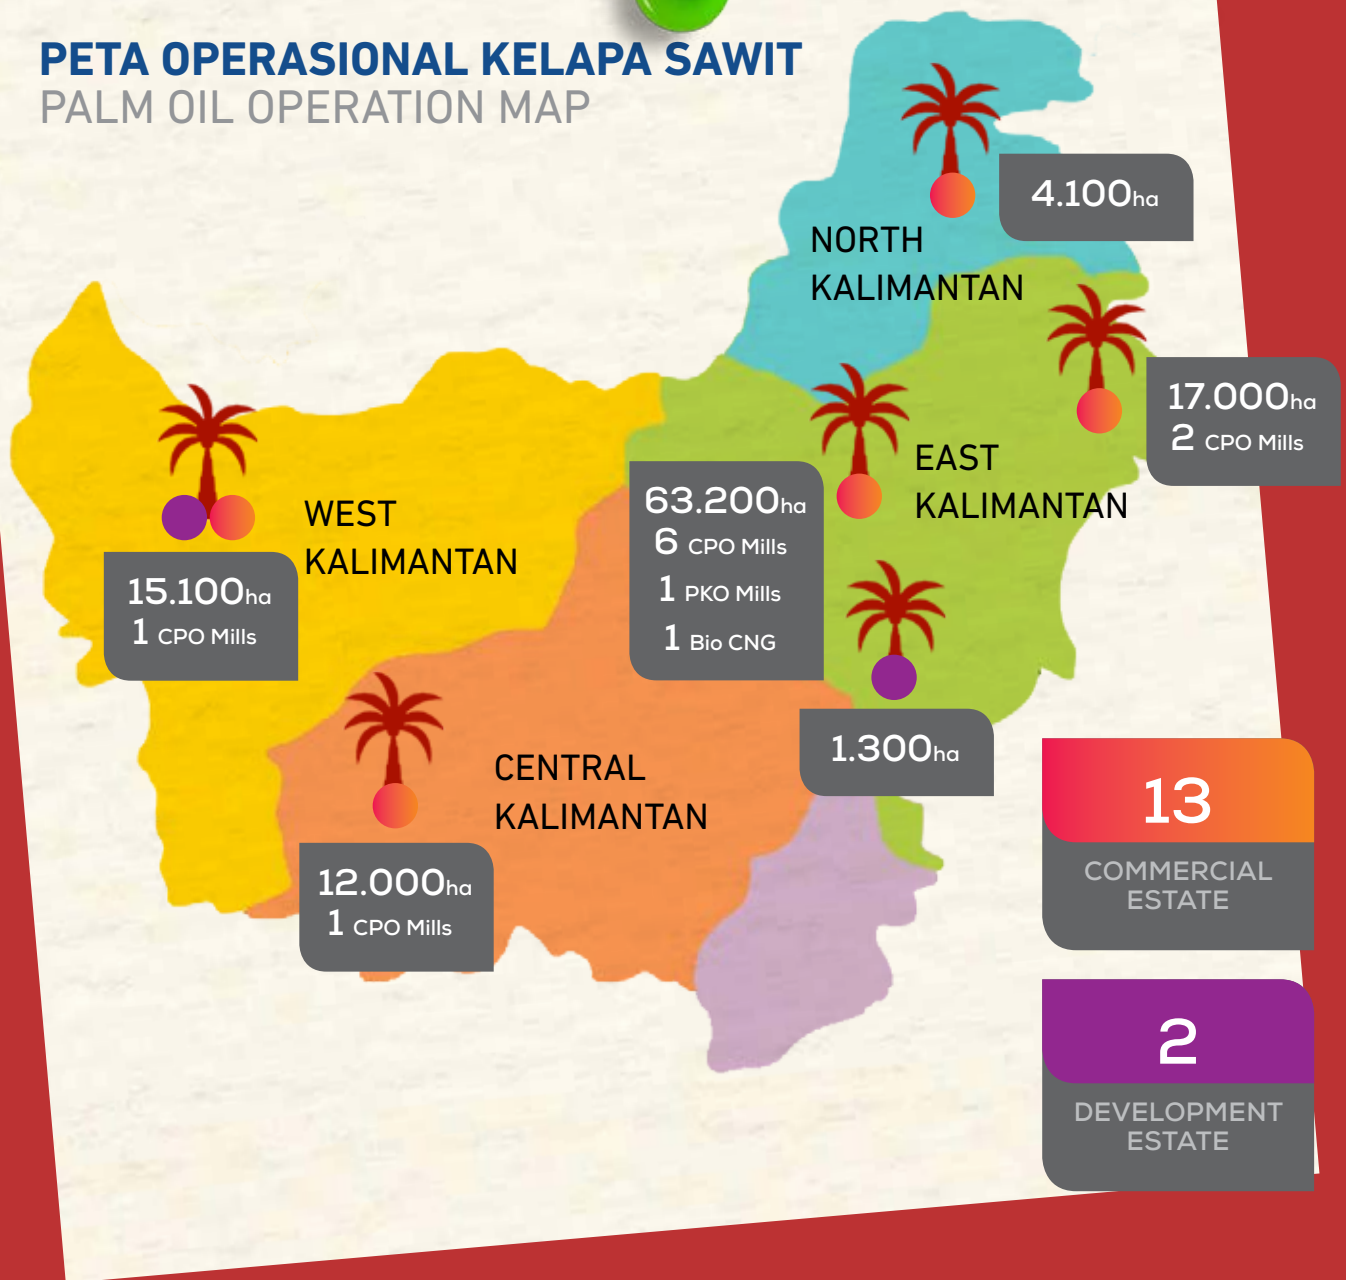 PETA OPERASIONAL KELAPA SAWIT
PALM OIL OPERATION MAP
4.100ha
NORTH
KALIMANTAN
17.000ha
2 CPO Mills
EAST
KALIMANTAN
63.200ha
6 CPO Mills
1 PKO Mills
1 Bio CNG
WEST
KALIMANTAN
15.100ha
1 CPO Mills
1.300ha
CENTRAL
KALIMANTAN
12.000ha
1 CPO Mills
13
COMMERCIAL
ESTATE
2
DEVELOPMENT
ESTATE